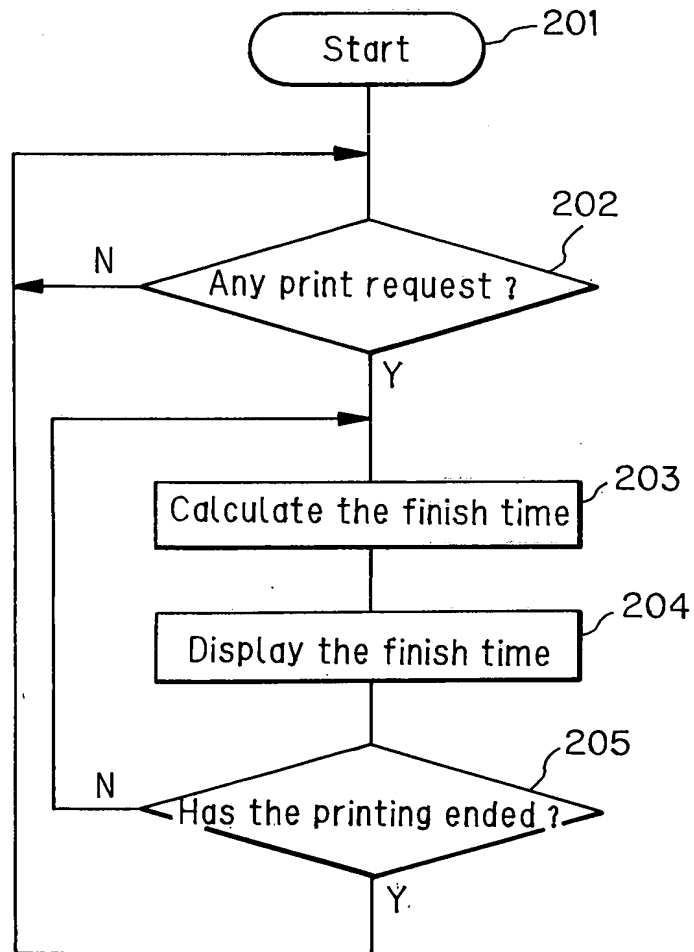 Start
201
202
N
Any print request ?
Y
203
Calculate the finish time
204
Display the finish time
205
N
Has the printing ended ?
Y